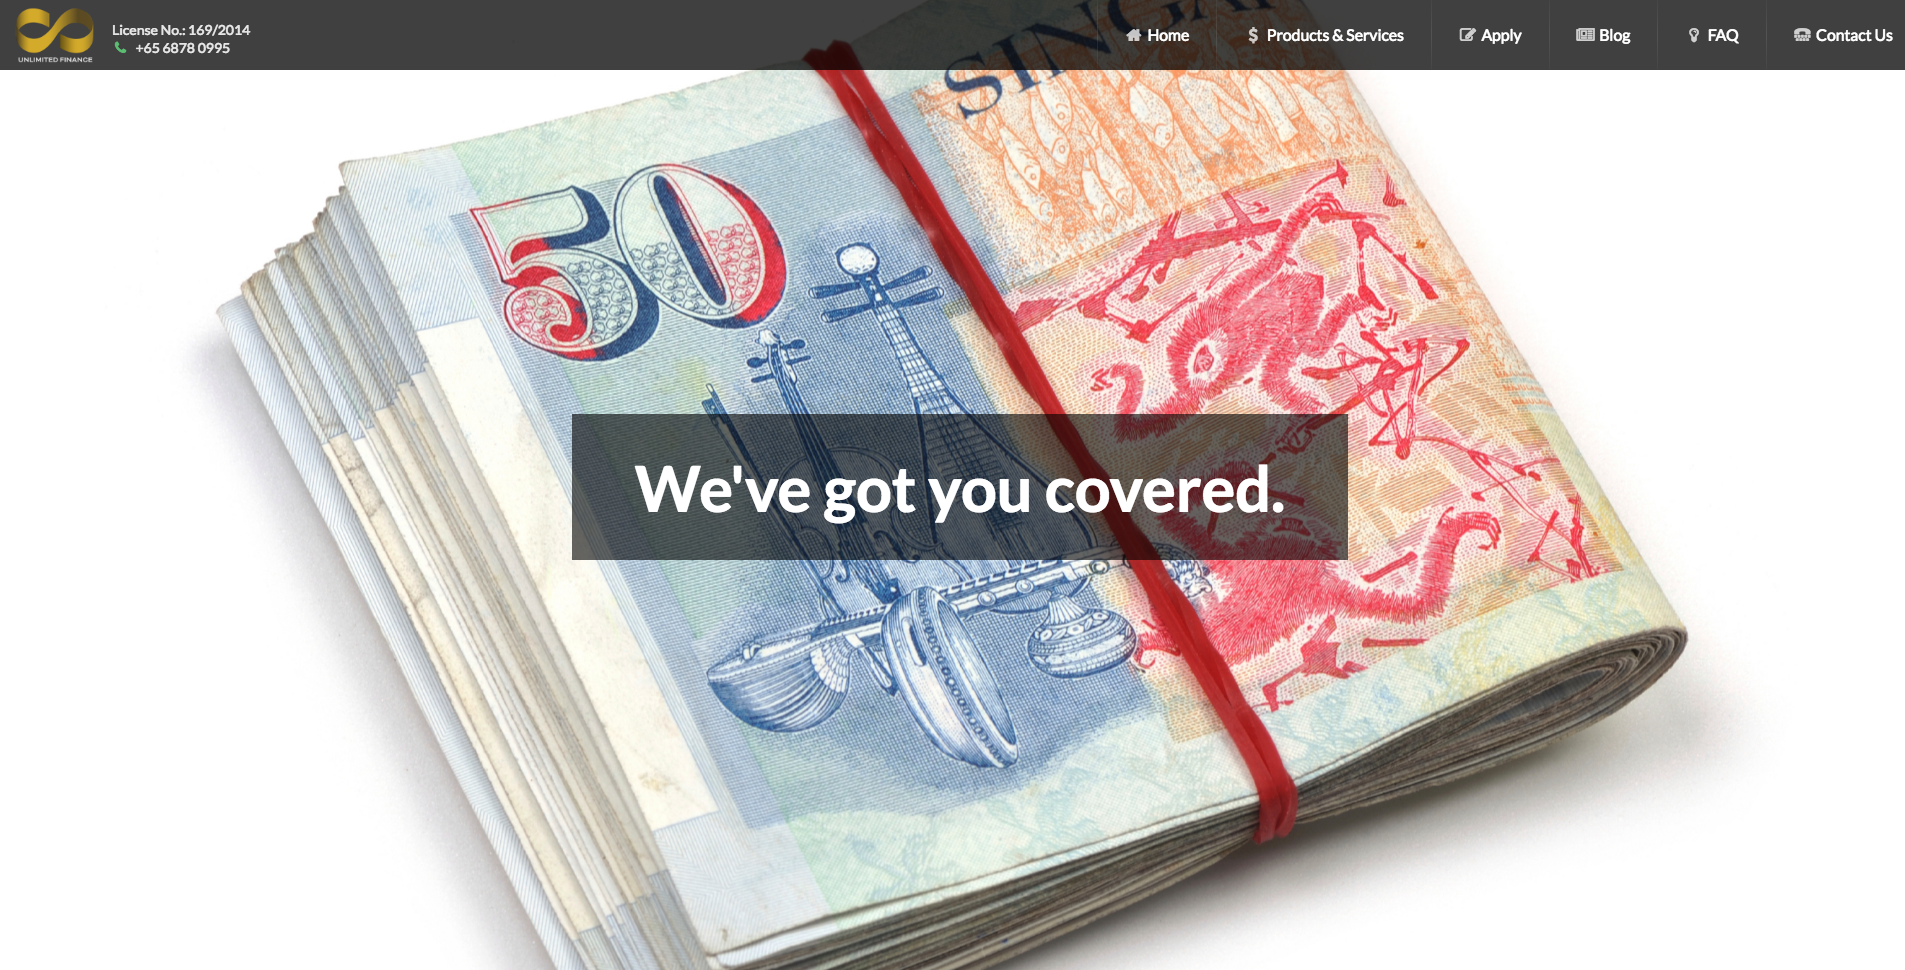 UNLIMITED FINANCE
License No.: 169/2014
+65 6878 0995
Home
Products & Services
Apply
Blog
FAQ
Contact Us
50
We've got you covered.